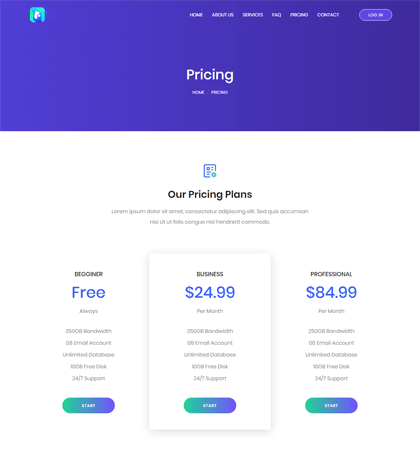 HOME ABOUT US SERVICES FAQ PRICING CONTACT LOG IN
Pricing
HOME / PRICING
Our Pricing Plans
Lorem ipsum dolor sit amet, consectetur adipiscing elit. Sed quis accumsan
nisi Ut ut felis congue nisl hendrerit commodo.
BEGGINER
Free
Always
250GB Bandwidth
08 Email Account
Unlimited Database
10GB Free Disk
24/7 Support
START
BUSINESS
$24.99
Per Month
250GB Bandwidth
08 Email Account
Unlimited Database
10GB Free Disk
24/7 Support
START
PROFESSIONAL
$84.99
Per Month
250GB Bandwidth
08 Email Account
Unlimited Database
10GB Free Disk
24/7 Support
START